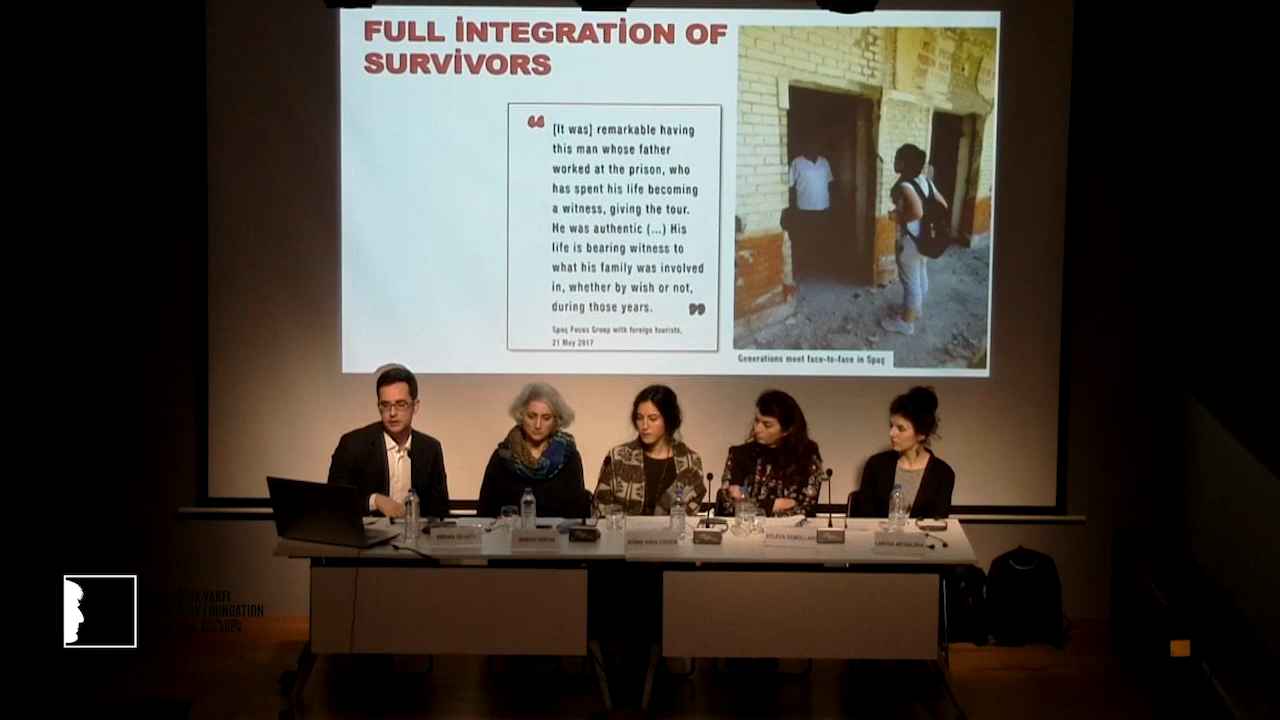 FULL İNTEGRATİON OF
SURVİVORS
“ [It was] remarkable having
this man whose father
worked at the prison, who
has spent his life becoming
a witness, giving the tour.
He was authentic (...) His
life is bearing witness to
what his family was involved
in, whether by wish or not,
during those years. ”
Spaç Focus Group with foreign tourists,
21 May 2017
Generations meet face-to-face in Spaç
VAKFI
FOUNDATION